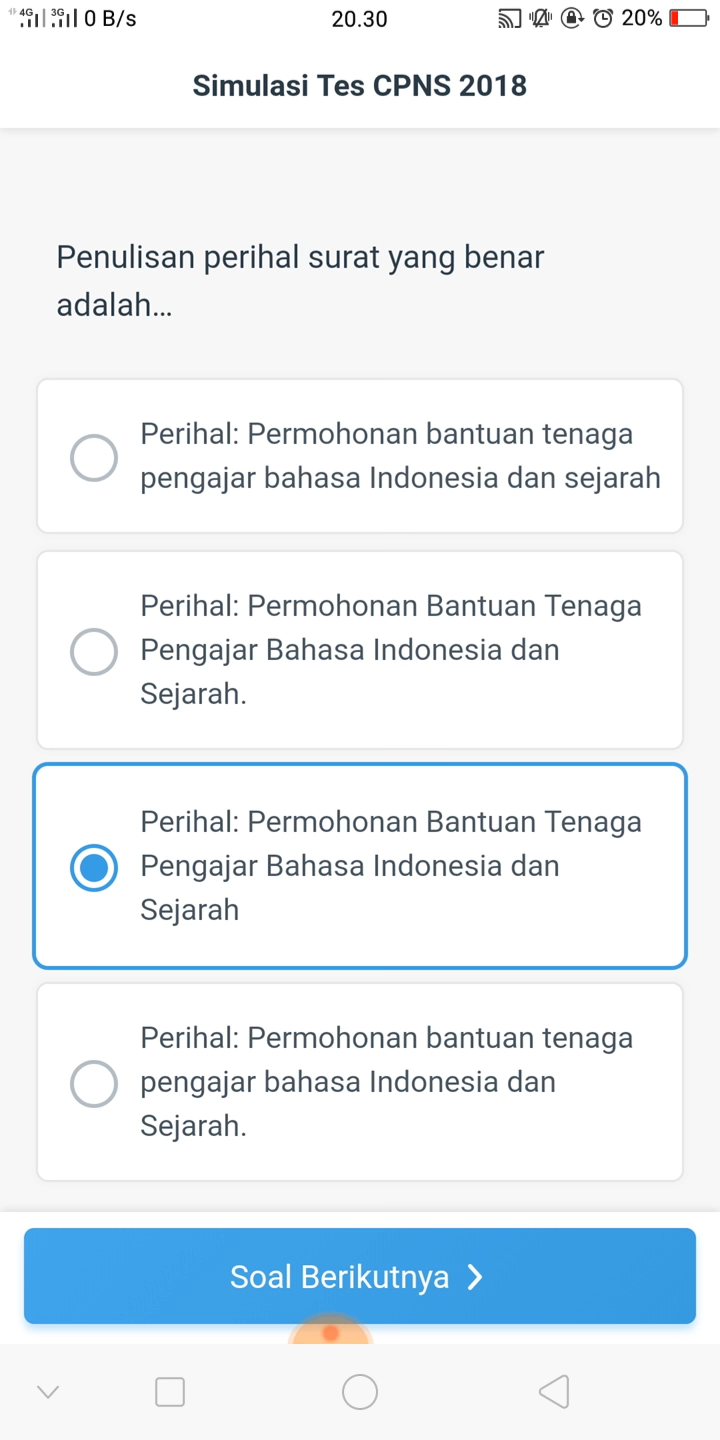 4G 3G 0 B/s 20.30 20%
Simulasi Tes CPNS 2018
Penulisan perihal surat yang benar
adalah...
Perihal: Permohonan bantuan tenaga
pengajar bahasa Indonesia dan sejarah
Perihal: Permohonan Bantuan Tenaga
Pengajar Bahasa Indonesia dan
Sejarah.
Perihal: Permohonan Bantuan Tenaga
Pengajar Bahasa Indonesia dan
Sejarah
Perihal: Permohonan bantuan tenaga
pengajar bahasa Indonesia dan
Sejarah.
Soal Berikutnya